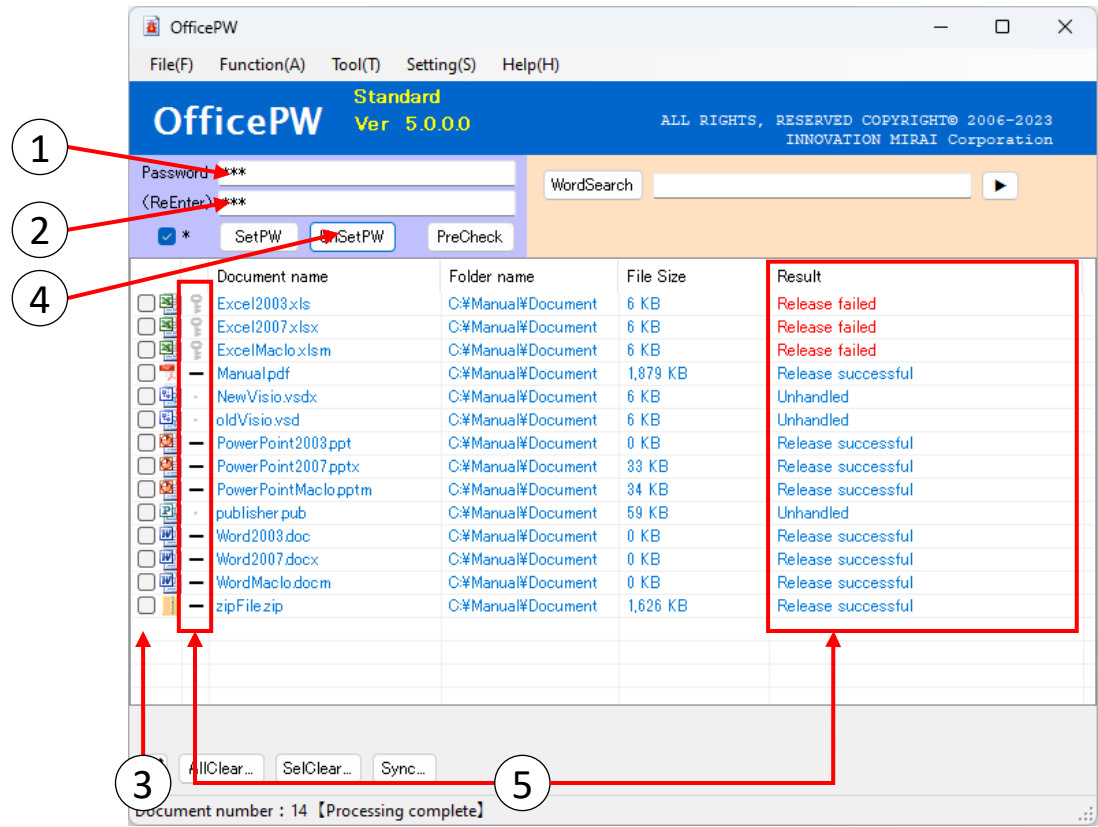 OfficePW
File(F) Function(A) Tool(T) Setting(S) Help(H)
OfficePW
Standard
Ver 5.0.0.0
ALL RIGHTS, RESERVED COPYRIGHT© 2006-2023
INNOVATION MIRAI Corporation
1
Password ***
(ReEnter) ***
WordSearch
2
* SetPW UnSetPW PreCheck
4
Document name Folder name File Size Result
Excel2003.xls C:¥Manual¥Document 6 KB Release failed
Excel2007.xlsx C:¥Manual¥Document 6 KB Release failed
ExcelMaclo.xlsm C:¥Manual¥Document 6 KB Release failed
Manual.pdf C:¥Manual¥Document 1,879 KB Release successful
NewVisio.vsdx C:¥Manual¥Document 6 KB Unhandled
oldVisio.vsd C:¥Manual¥Document 6 KB Unhandled
PowerPoint2003.ppt C:¥Manual¥Document 0 KB Release successful
PowerPoint2007.pptx C:¥Manual¥Document 33 KB Release successful
PowerPointMaclo.pptm C:¥Manual¥Document 34 KB Release successful
publisher.pub C:¥Manual¥Document 59 KB Unhandled
Word2003.doc C:¥Manual¥Document 0 KB Release successful
Word2007.docx C:¥Manual¥Document 0 KB Release successful
WordMaclo.docm C:¥Manual¥Document 0 KB Release successful
zipFile.zip C:¥Manual¥Document 1,626 KB Release successful
AllClear... SelClear... Sync...
3
5
Document number：14【Processing complete】